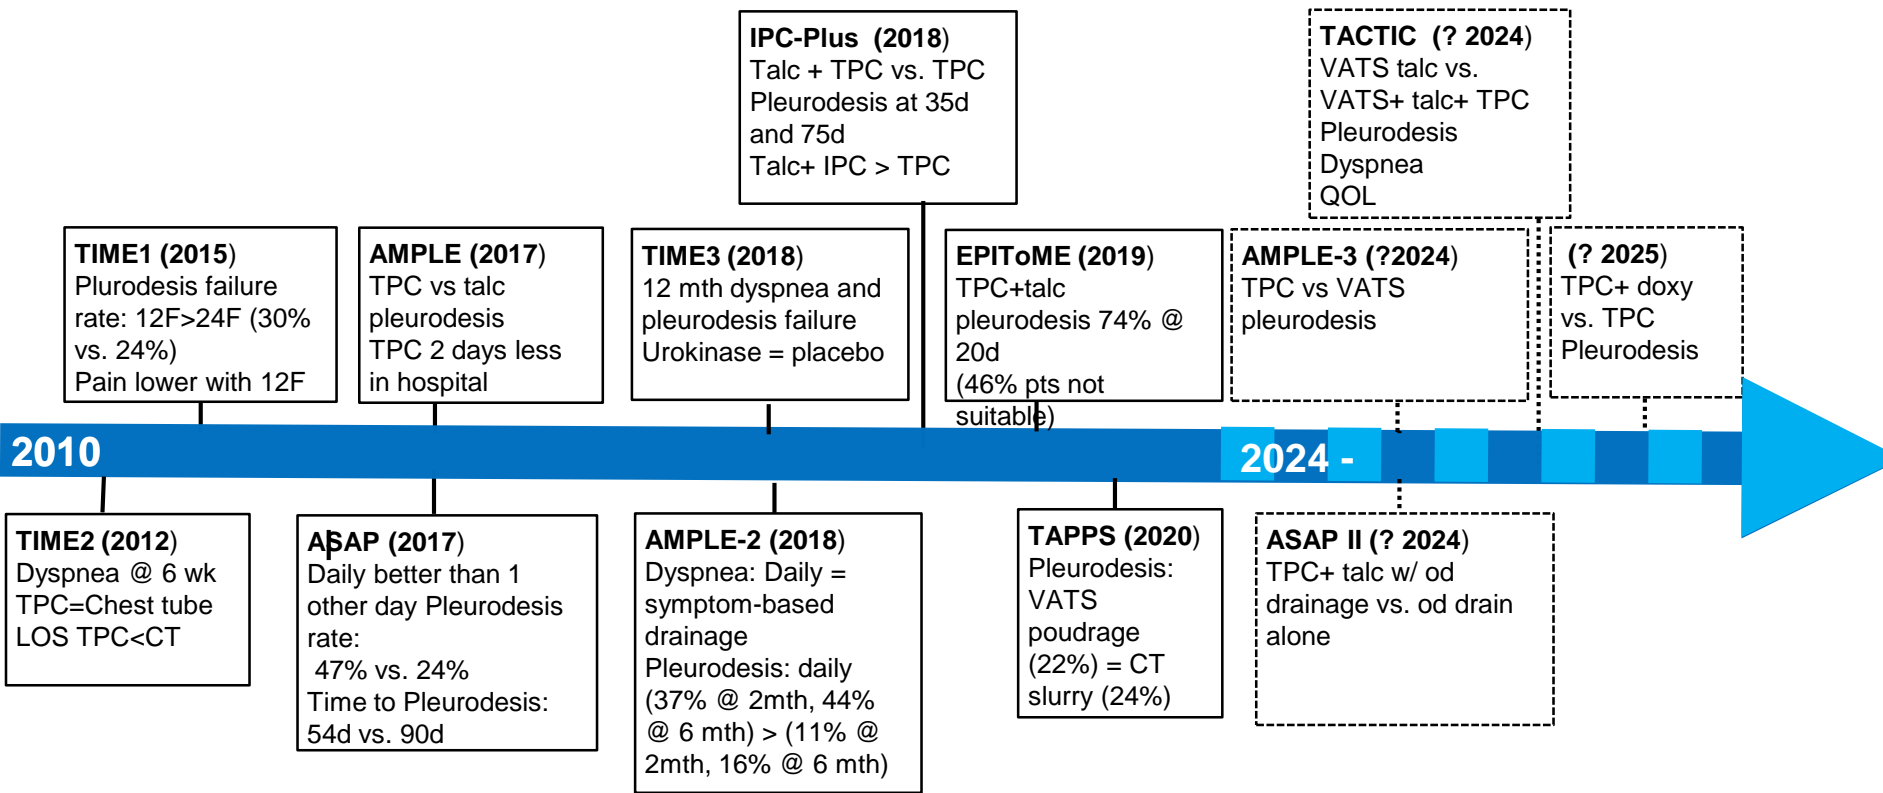 IPC-Plus (2018)
Talc + TPC vs. TPC
Pleurodesis at 35d
and 75d
Talc+ IPC > TPC
TACTIC (? 2024)
VATS talc vs.
VATS+ talc+ TPC
Pleurodesis
Dyspnea
QOL
TIME1 (2015)
Plurodesis failure
rate: 12F>24F (30%
vs. 24%)
Pain lower with 12F
AMPLE (2017)
TPC vs talc
pleurodesis
TPC 2 days less
in hospital
TIME3 (2018)
12 mth dyspnea and
pleurodesis failure
Urokinase = placebo
EPIToME (2019)
TPC+talc
pleurodesis 74% @
20d
(46% pts not
suitable)
AMPLE-3 (?2024)
TPC vs VATS
pleurodesis
(? 2025)
TPC+ doxy
vs. TPC
Pleurodesis
2010
2024 -
TIME2 (2012)
Dyspnea @ 6 wk
TPC=Chest tube
LOS TPC<CT
ASAP (2017)
Daily better than 1
other day Pleurodesis
rate:
47% vs. 24%
Time to Pleurodesis:
54d vs. 90d
AMPLE-2 (2018)
Dyspnea: Daily =
symptom-based
drainage
Pleurodesis: daily
(37% @ 2mth, 44%
@ 6 mth) > (11% @
2mth, 16% @ 6 mth)
TAPPS (2020)
Pleurodesis:
VATS
poudrage
(22%) = CT
slurry (24%)
ASAP II (? 2024)
TPC+ talc w/ od
drainage vs. od drain
alone